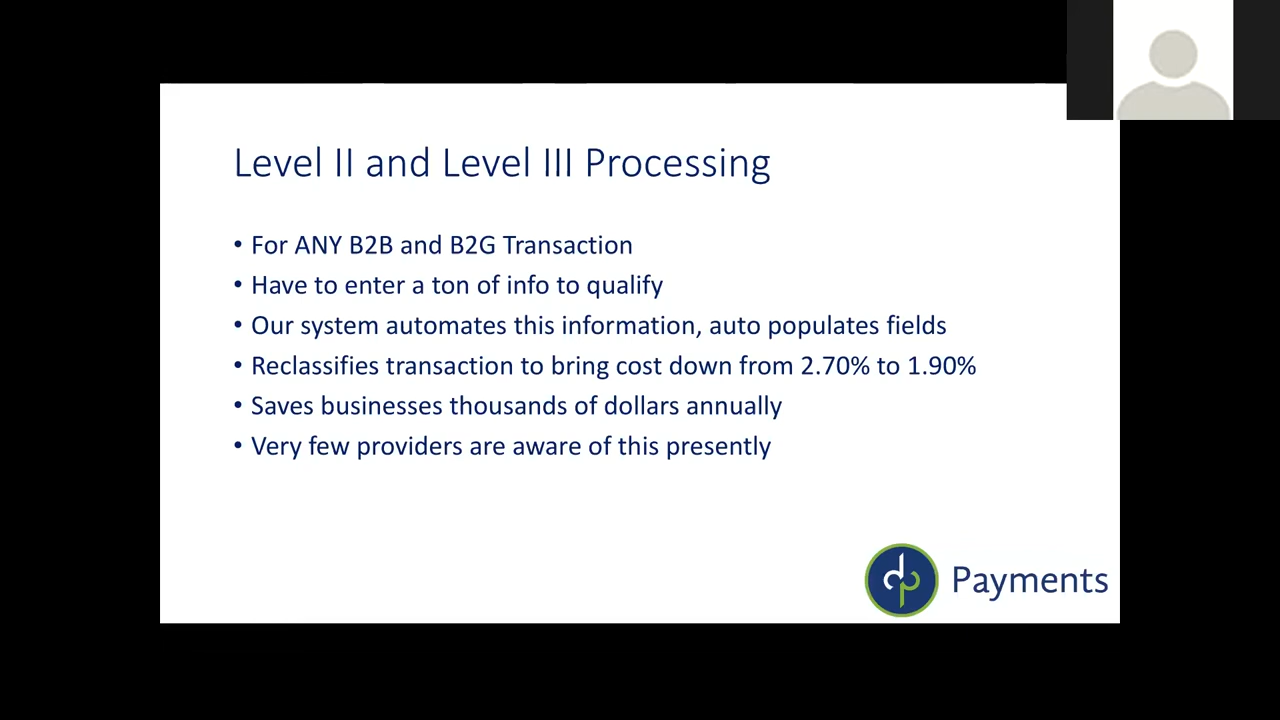 Level II and Level III Processing
• For ANY B2B and B2G Transaction
• Have to enter a ton of info to qualify
• Our system automates this information, auto populates fields
• Reclassifies transaction to bring cost down from 2.70% to 1.90%
• Saves businesses thousands of dollars annually
• Very few providers are aware of this presently
dp Payments